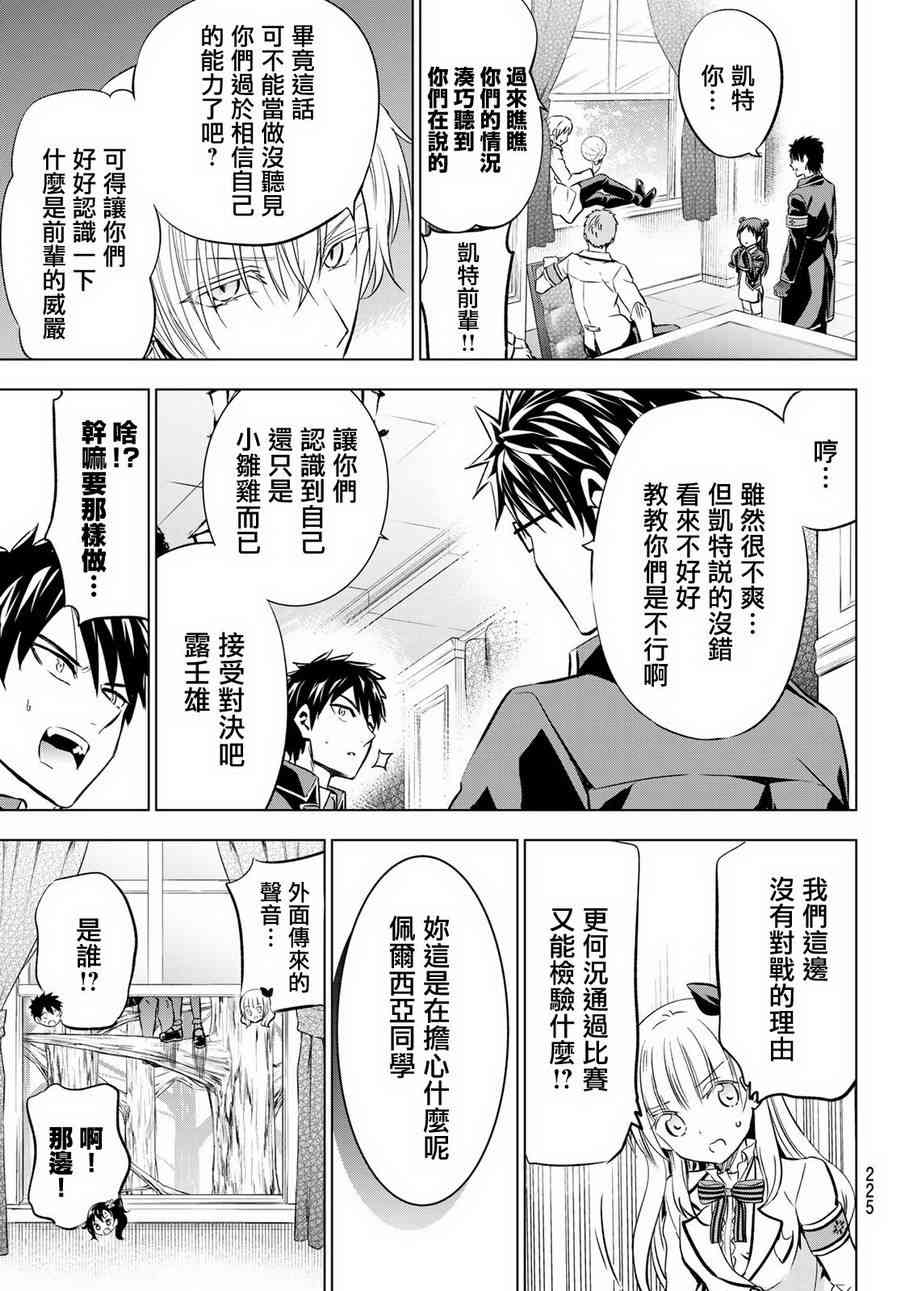 凱特
你…
過來瞧瞧
你們的情況
湊巧聽到
你們在說的
凱特前輩!!
畢竟這話
可不能當做沒聽見
你們過於相信自己
的能力了吧?
可得讓你們
好好認識一下
什麼是前輩的威嚴
哼…
雖然很不爽…
但凱特説的沒錯
看來不好好
教教你們是不行啊
讓你們
認識到自己
還只是
小雛雞而已
接受對決吧
露壬雄
啥!?
幹嘛要那樣做…
我們這邊
沒有對戰的理由
更何況通過比賽
又能檢驗什麼!?
妳這是在擔心什麼呢
佩爾西亞同學
外面傳來的
聲音…
是誰!?
啊!
那邊!
225